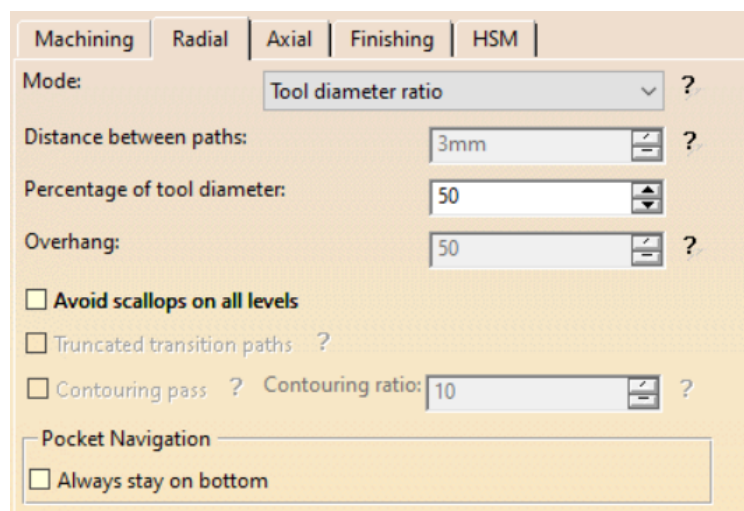 Machining Radial Axial Finishing HSM
Mode: Tool diameter ratio ?
Distance between paths: 3mm ?
Percentage of tool diameter: 50
Overhang: 50 ?
Avoid scallops on all levels
Truncated transition paths ?
Contouring pass ? Contouring ratio: 10 ?
Pocket Navigation
Always stay on bottom